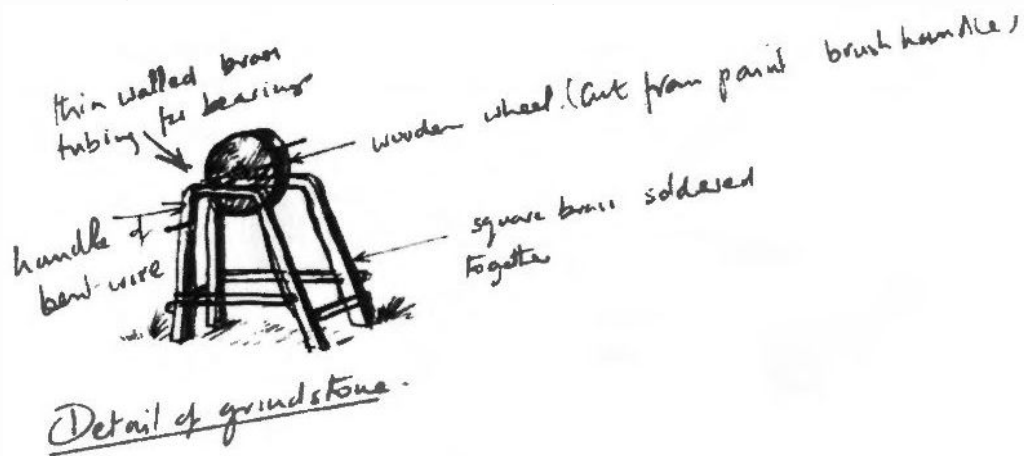 thin walled brass
tubing for bearings
wooden wheel. (Cut from paint brush handle)
handle of
bent wire
square brass soldered
together
Detail of grindstone.